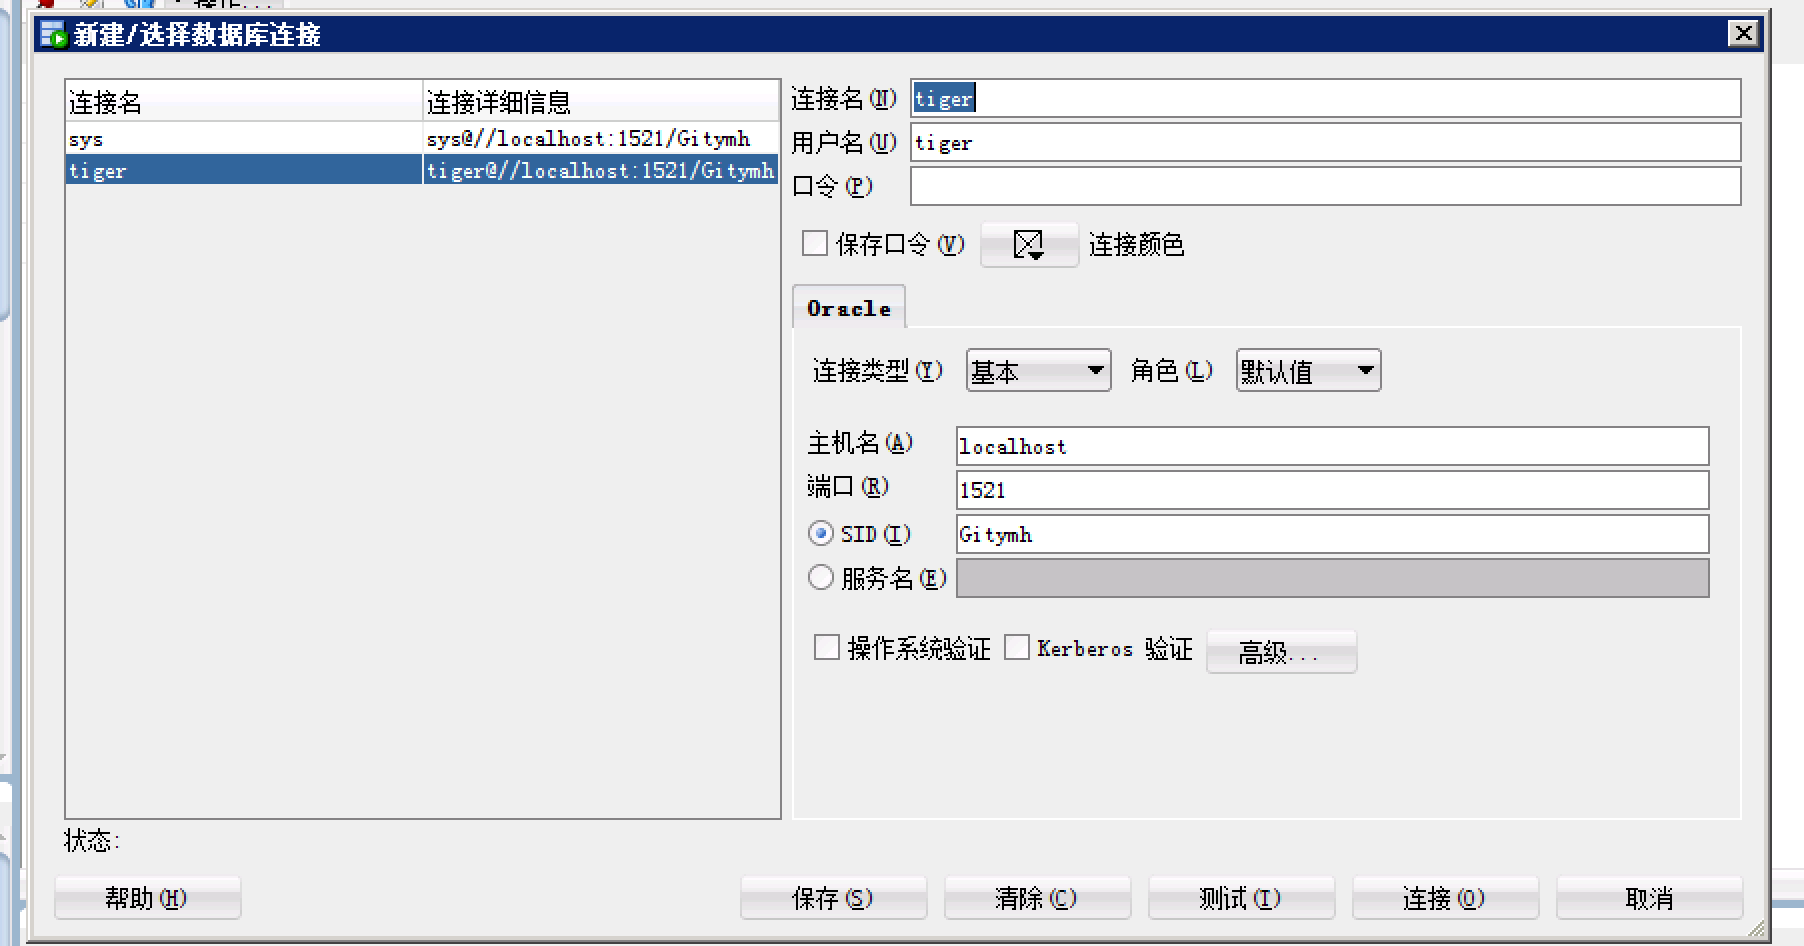 操作...
新建/选择数据库连接
连接名 连接详细信息
sys sys@//localhost:1521/Gitymh
tiger tiger@//localhost:1521/Gitymh
连接名(N) tiger
用户名(U) tiger
口令(P)
保存口令(V) 连接颜色
Oracle
连接类型(Y) 基本 角色(L) 默认值
主机名(A) localhost
端口(R) 1521
SID(I) Gitymh
服务名(E)
操作系统验证 Kerberos 验证 高级...
状态:
帮助(H) 保存(S) 清除(C) 测试(I) 连接(O) 取消